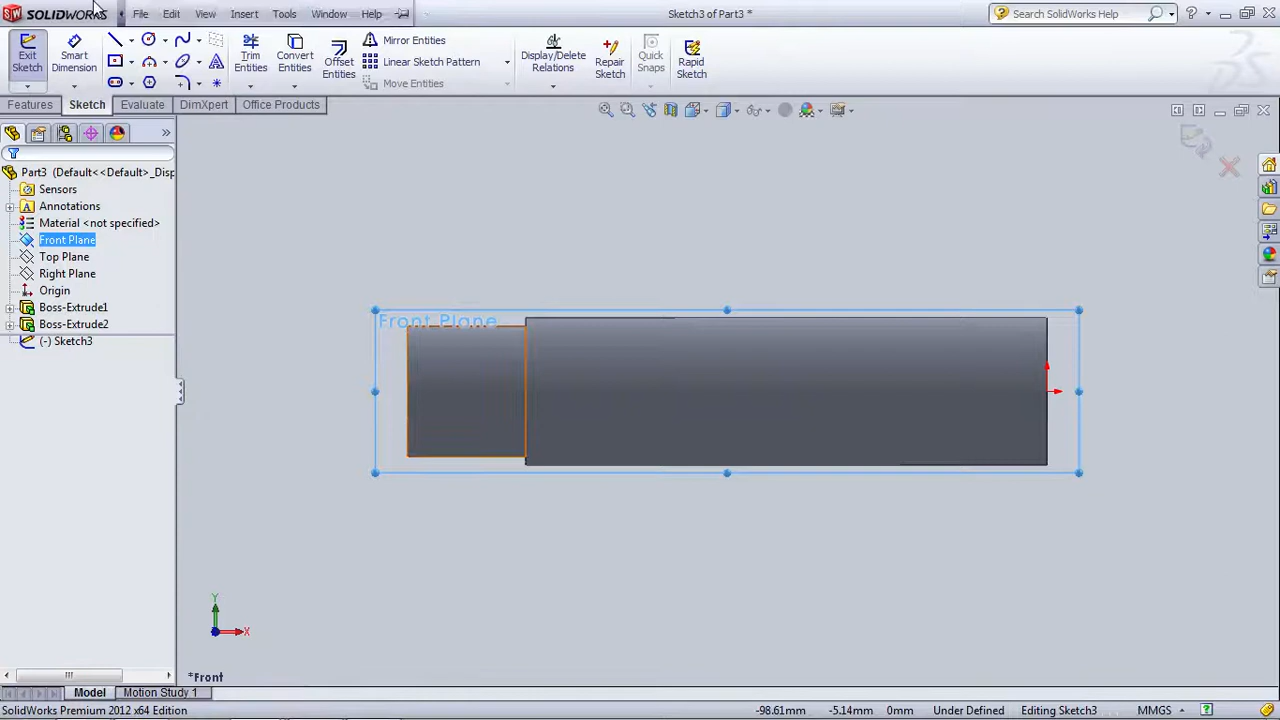 SOLIDWORKS File Edit View Insert Tools Window Help Sketch3 of Part3 * Search SolidWorks Help
Exit Sketch Smart Dimension Trim Entities Convert Entities Offset Entities Mirror Entities Linear Sketch Pattern Move Entities Display/Delete Relations Repair Sketch Quick Snaps Rapid Sketch
Features Sketch Evaluate DimXpert Office Products
Part3 (Default<<Default>_Disp
Sensors
Annotations
Material <not specified>
Front Plane
Top Plane
Right Plane
Origin
Boss-Extrude1
Boss-Extrude2
(-) Sketch3
Front Plane
Y
X
*Front
Model Motion Study 1
SolidWorks Premium 2012 x64 Edition -98.61mm -5.14mm 0mm Under Defined Editing Sketch3 MMGS